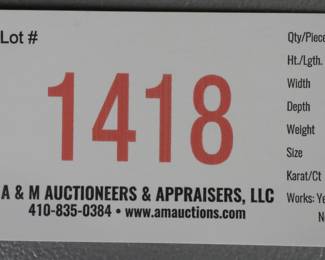 Lot #
1418
A & M AUCTIONEERS & APPRAISERS, LLC
410-835-0384 • www.amauctions.com
Qty/Piece
Ht./Lgth.
Width
Depth
Weight
Size
Karat/Ct
Works: Ye
N